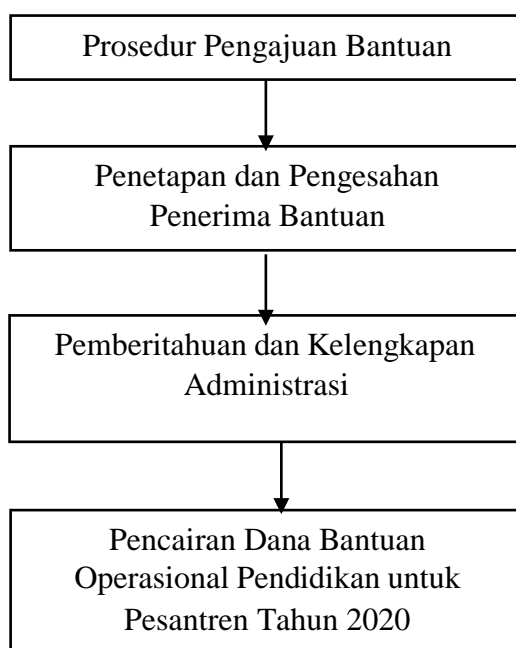 Prosedur Pengajuan Bantuan
Penetapan dan Pengesahan
Penerima Bantuan
Pemberitahuan dan Kelengkapan
Administrasi
Pencairan Dana Bantuan
Operasional Pendidikan untuk
Pesantren Tahun 2020